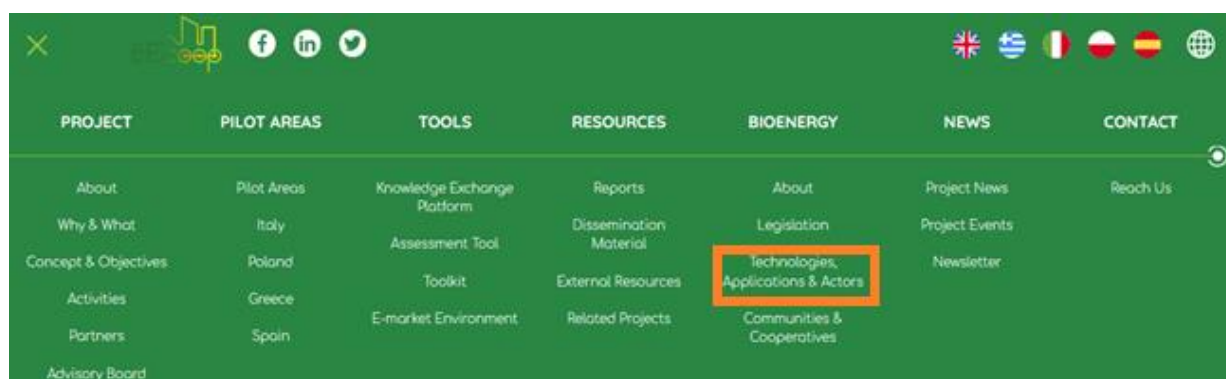 PROJECT PILOT AREAS TOOLS RESOURCES BIOENERGY NEWS CONTACT
About
Why & What
Concept & Objectives
Activities
Partners
Advisory Board
Pilot Areas
Italy
Poland
Greece
Spain
Knowledge Exchange
Platform
Assessment Tool
Toolkit
E-market Environment
Reports
Dissemination
Material
External Resources
Related Projects
About
Legislation
Technologies,
Applications & Actors
Communities &
Cooperatives
Project News
Project Events
Newsletter
Reach Us